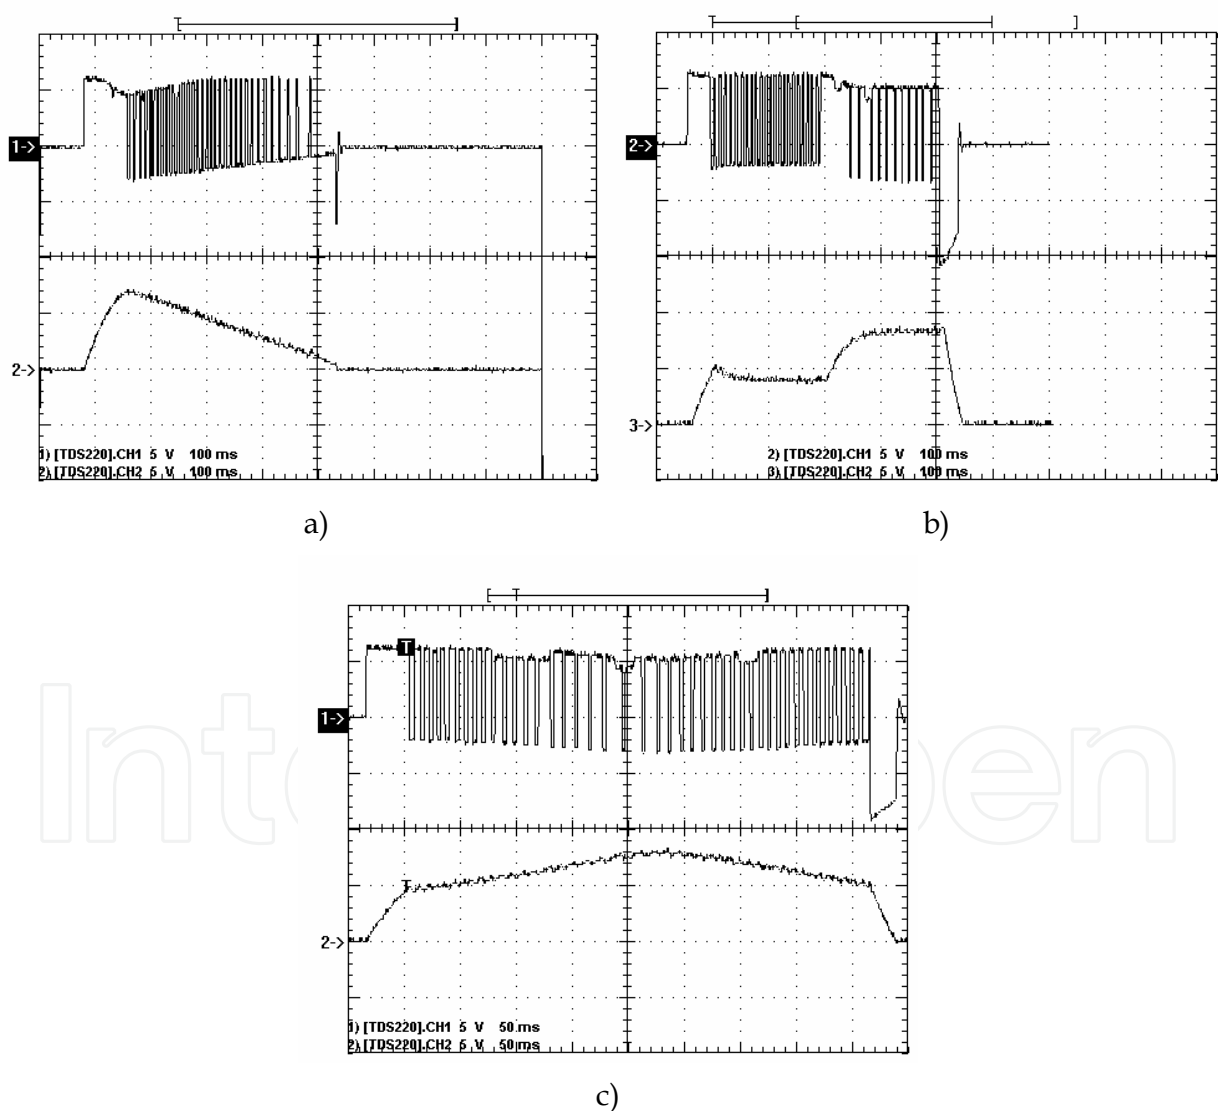 T
T
1->
2->
2->
3->
1) [TDS220].CH1 5 V 100 ms
2) [TDS220].CH2 5 V 100 ms
2) [TDS220].CH1 5 V 100 ms
3) [TDS220].CH2 5 V 100 ms
a)
b)
T
T
1->
T
2->
1) [TDS220].CH1 5 V 50 ms
2) [TDS220].CH2 5 V 50 ms
c)